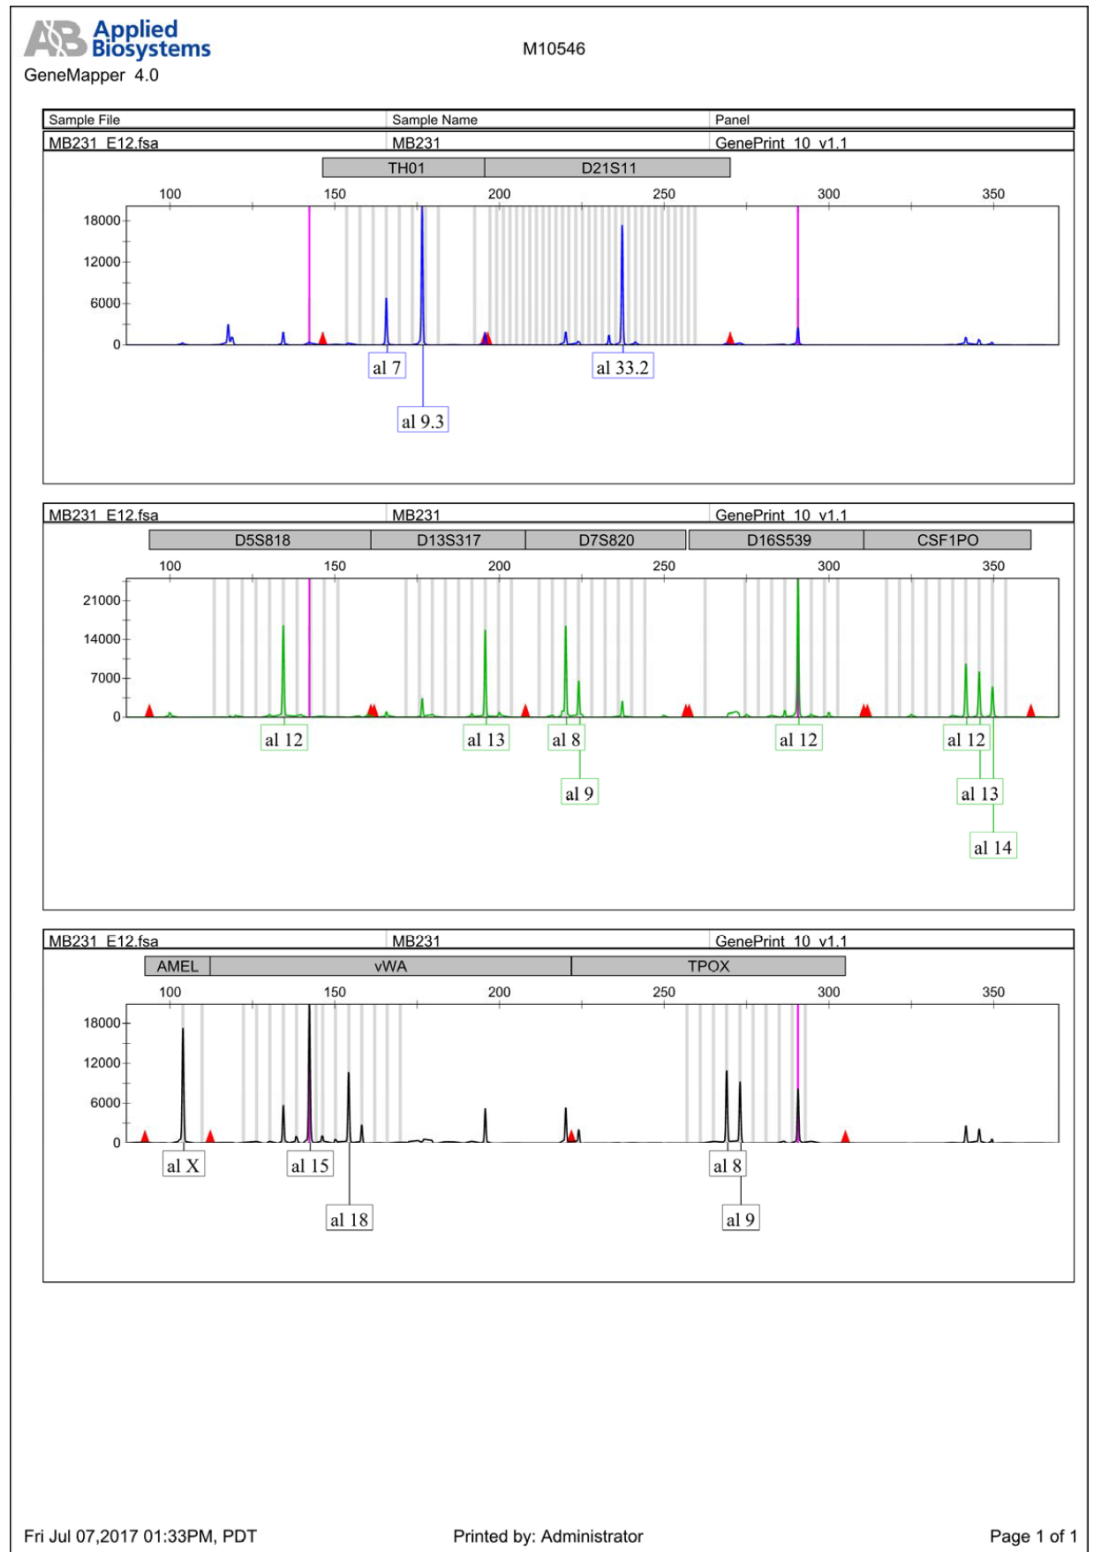 AB Applied
Biosystems
M10546
GeneMapper 4.0
Sample File Sample Name Panel
MB231_E12.fsa MB231 GenePrint_10_v1.1
TH01 D21S11
100 150 200 250 300 350
18000
12000
6000
0
al 7 al 33.2
al 9.3
MB231_E12.fsa MB231 GenePrint_10_v1.1
D5S818 D13S317 D7S820 D16S539 CSF1PO
100 150 200 250 300 350
21000
14000
7000
0
al 12 al 13 al 8 al 12 al 12
al 9 al 13
al 14
MB231_E12.fsa MB231 GenePrint_10_v1.1
AMEL vWA TPOX
100 150 200 250 300 350
18000
12000
6000
0
al X al 15 al 8
al 18 al 9
Fri Jul 07,2017 01:33PM, PDT Printed by: Administrator Page 1 of 1